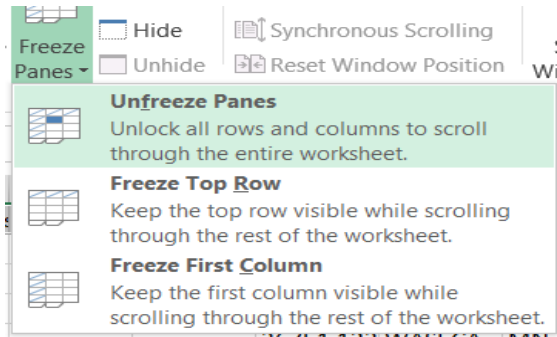 Hide
Synchronous Scrolling
Freeze
Panes
Unhide
Reset Window Position
Unfreeze Panes
Unlock all rows and columns to scroll
through the entire worksheet.
Freeze Top Row
Keep the top row visible while scrolling
through the rest of the worksheet.
Freeze First Column
Keep the first column visible while
scrolling through the rest of the worksheet.